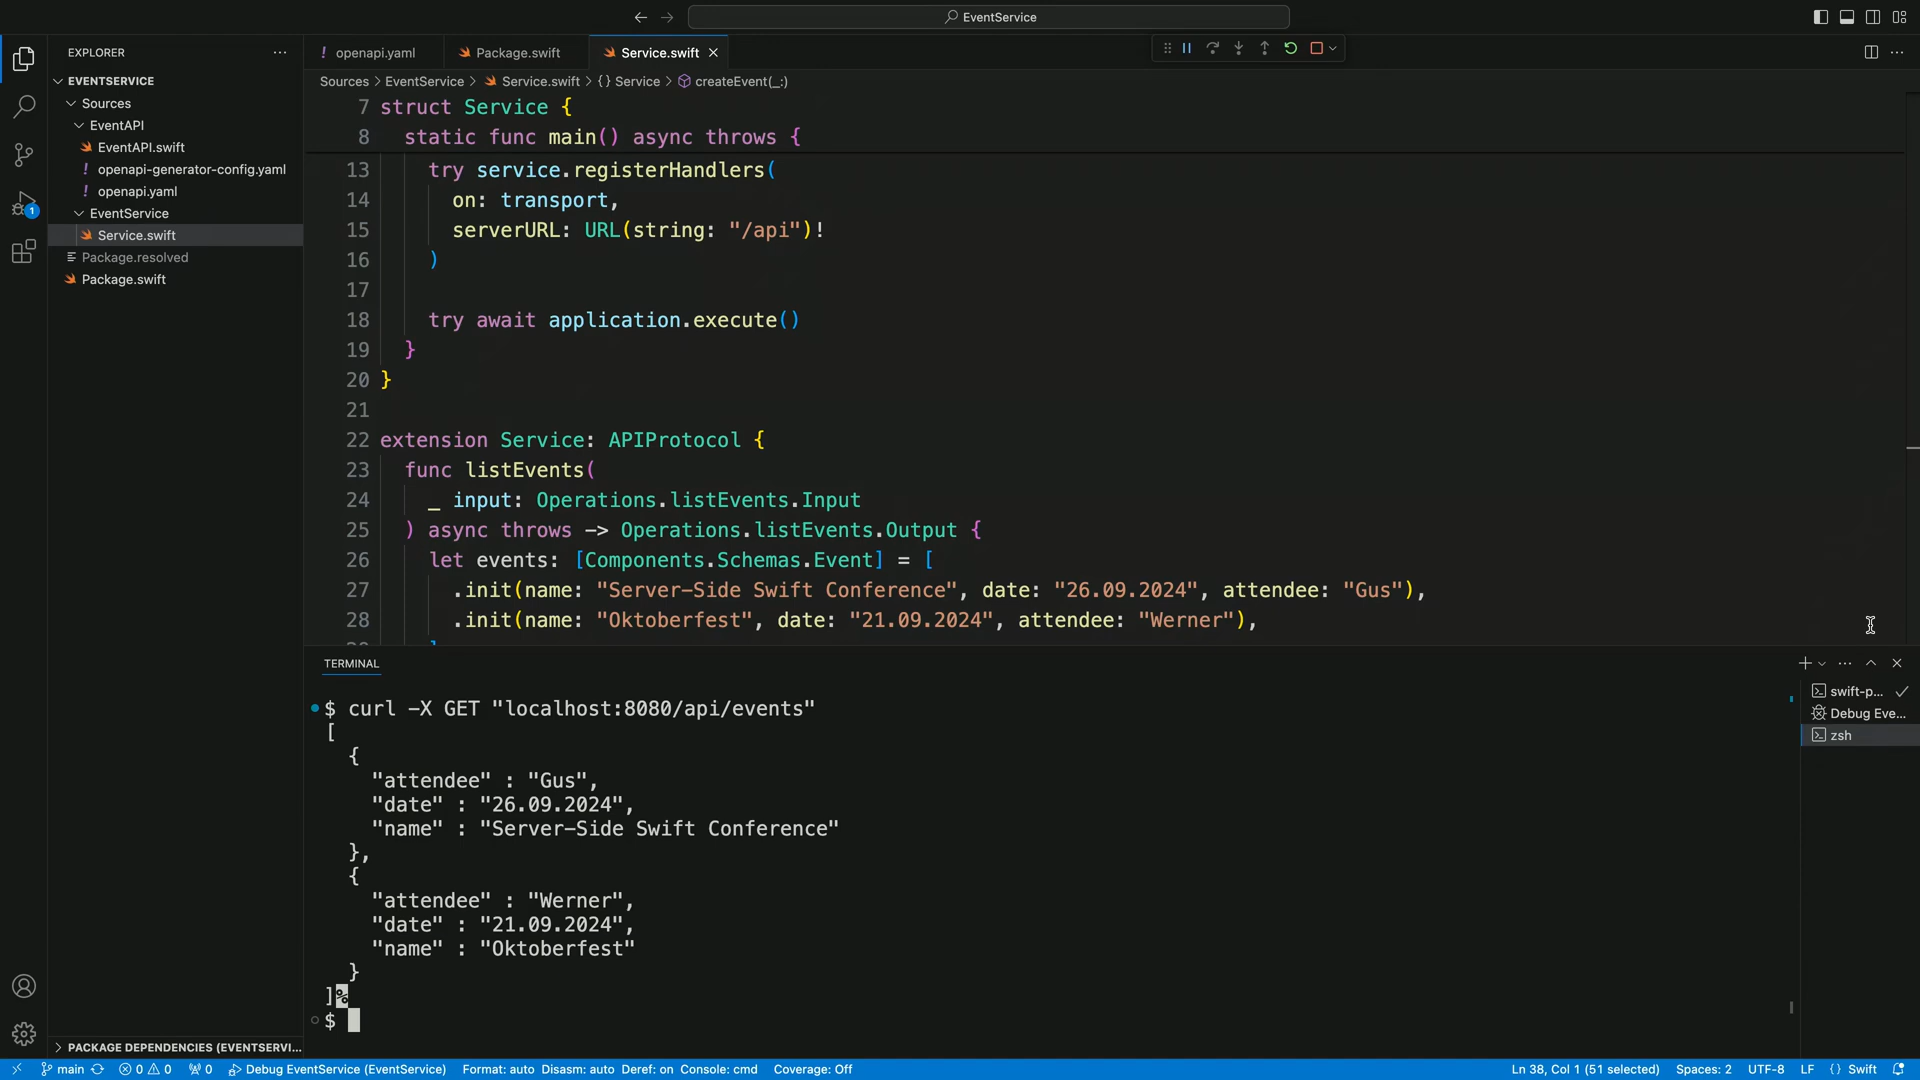 EventService
EXPLORER
EVENTSERVICE
Sources
EventAPI
EventAPI.swift
! openapi-generator-config.yaml
! openapi.yaml
EventService
Service.swift
Package.resolved
Package.swift
1
PACKAGE DEPENDENCIES (EVENTSERVI...
! openapi.yaml
Package.swift
Service.swift
Sources > EventService > Service.swift > {} Service > createEvent(_:)
7 struct Service {
8 static func main() async throws {
13 try service.registerHandlers(
14 on: transport,
15 serverURL: URL(string: "/api")!
16 )
17
18 try await application.execute()
19 }
20 }
21
22 extension Service: APIProtocol {
23 func listEvents(
24 _ input: Operations.listEvents.Input
25 ) async throws -> Operations.listEvents.Output {
26 let events: [Components.Schemas.Event] = [
27 .init(name: "Server-Side Swift Conference", date: "26.09.2024", attendee: "Gus"),
28 .init(name: "Oktoberfest", date: "21.09.2024", attendee: "Werner"),
TERMINAL
$ curl -X GET "localhost:8080/api/events"
[
{
"attendee" : "Gus",
"date" : "26.09.2024",
"name" : "Server-Side Swift Conference"
},
{
"attendee" : "Werner",
"date" : "21.09.2024",
"name" : "Oktoberfest"
}
]%
$
swift-p...
Debug Eve...
zsh
main 0 0 0 Debug EventService (EventService) Format: auto Disasm: auto Deref: on Console: cmd Coverage: Off Ln 38, Col 1 (51 selected) Spaces: 2 UTF-8 LF {} Swift